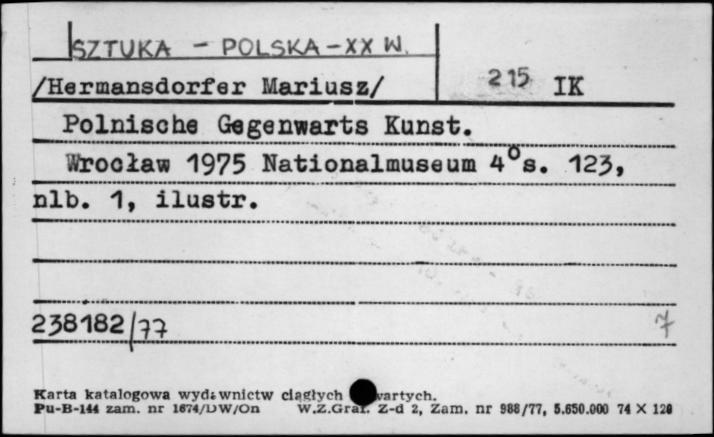 SZTUKA - POLSKA - XX W.
/Hermansdorfer Mariusz/ 215 IK
Polnische Gegenwarts Kunst.
Wrocław 1975 Nationalmuseum 4° s. 123,
nlb. 1, ilustr.
238182/77 7
Karta katalogowa wydawnictw ciągłych
Pu-B-144 zam. nr 1674/DW/On W.Z.Graf. Z-d 2, Zam. nr 988/77, 5.650.000 74 X 120